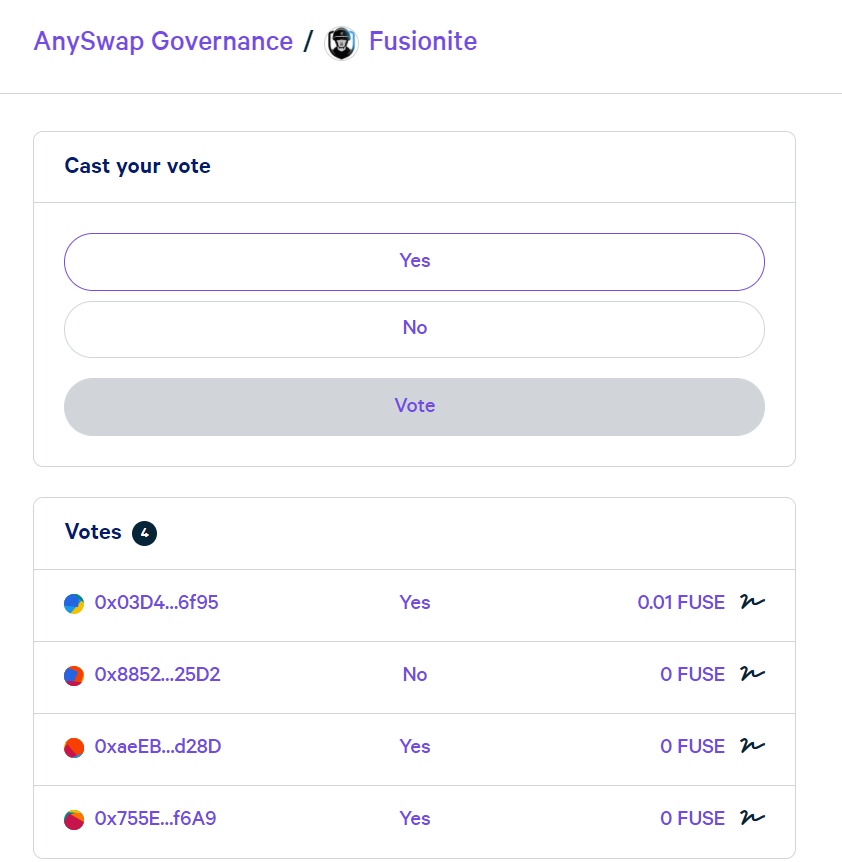 AnySwap Governance / Fusionite
Cast your vote
Yes
No
Vote
Votes 4
0x03D4...6f95 Yes 0.01 FUSE
0x8852...25D2 No 0 FUSE
0xaeEB...d28D Yes 0 FUSE
0x755E...f6A9 Yes 0 FUSE